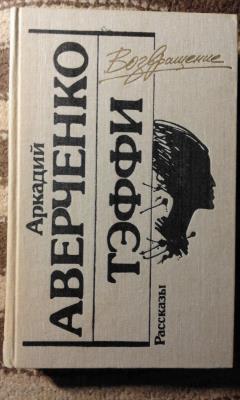 Возвращение
Аркадий
АВЕРЧЕНКО
ТЭФФИ
Рассказы